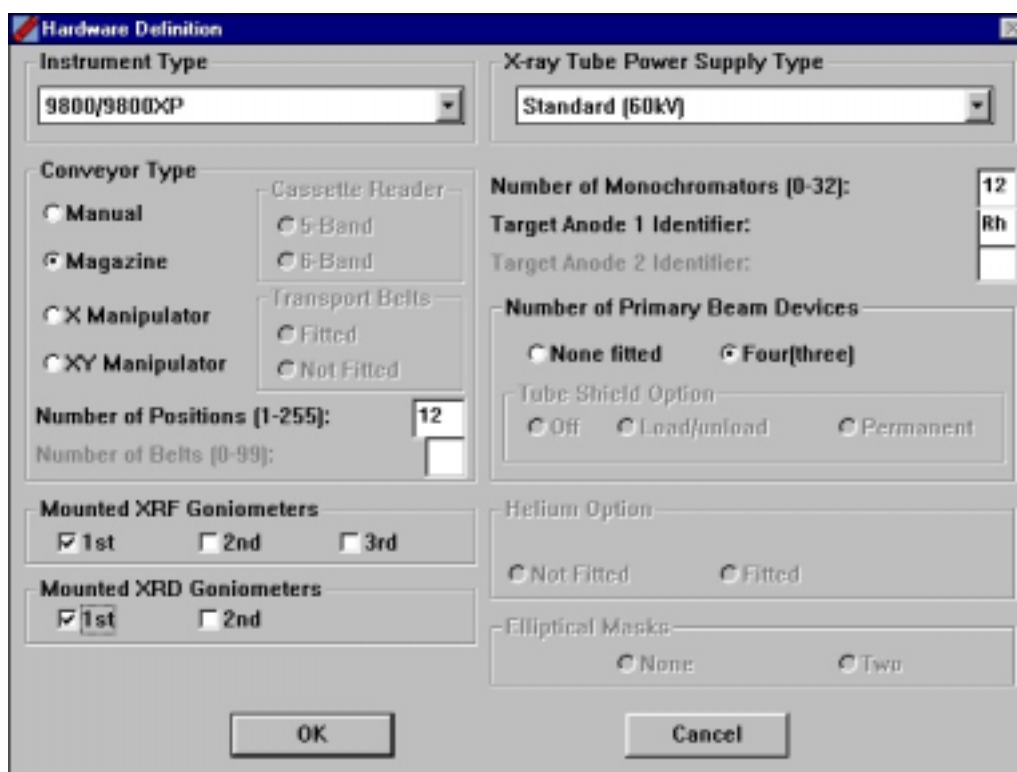 Hardware Definition
Instrument Type
9800/9800XP
X-ray Tube Power Supply Type
Standard (60kV)
Conveyor Type
Manual
Magazine
X Manipulator
XY Manipulator
Cassette Reader
5-Band
6-Band
Transport Belts
Fitted
Not Fitted
Number of Positions (1-255): 12
Number of Belts (0-99):
Number of Monochromators (0-32): 12
Target Anode 1 Identifier: Rh
Target Anode 2 Identifier:
Number of Primary Beam Devices
None fitted Four(three)
Tube Shield Option
Off Load/unload Permanent
Mounted XRF Goniometers
1st 2nd 3rd
Mounted XRD Goniometers
1st 2nd
Helium Option
Not Fitted Fitted
Elliptical Masks
None Two
OK Cancel